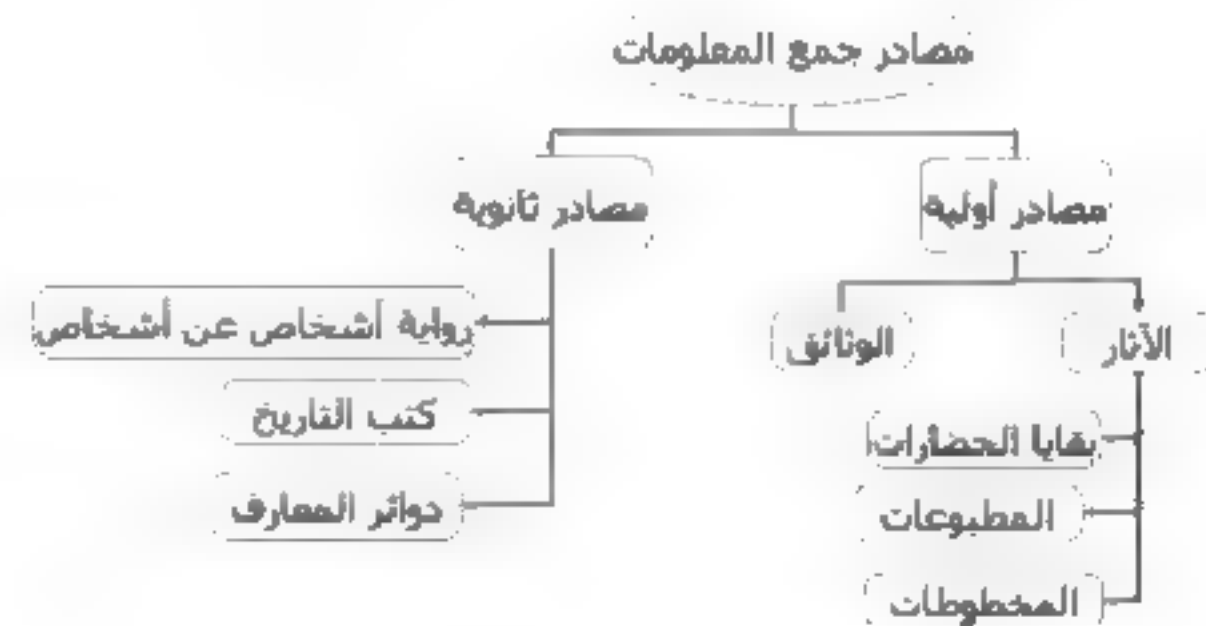 مصادر جمع المعلومات
مصادر أولية
مصادر ثانوية
الآثار
الوثائق
رواية أشخاص عن أشخاص
كتب التاريخ
بقايا الحضارات
دوائر المعارف
المطبوعات
المخطوطات